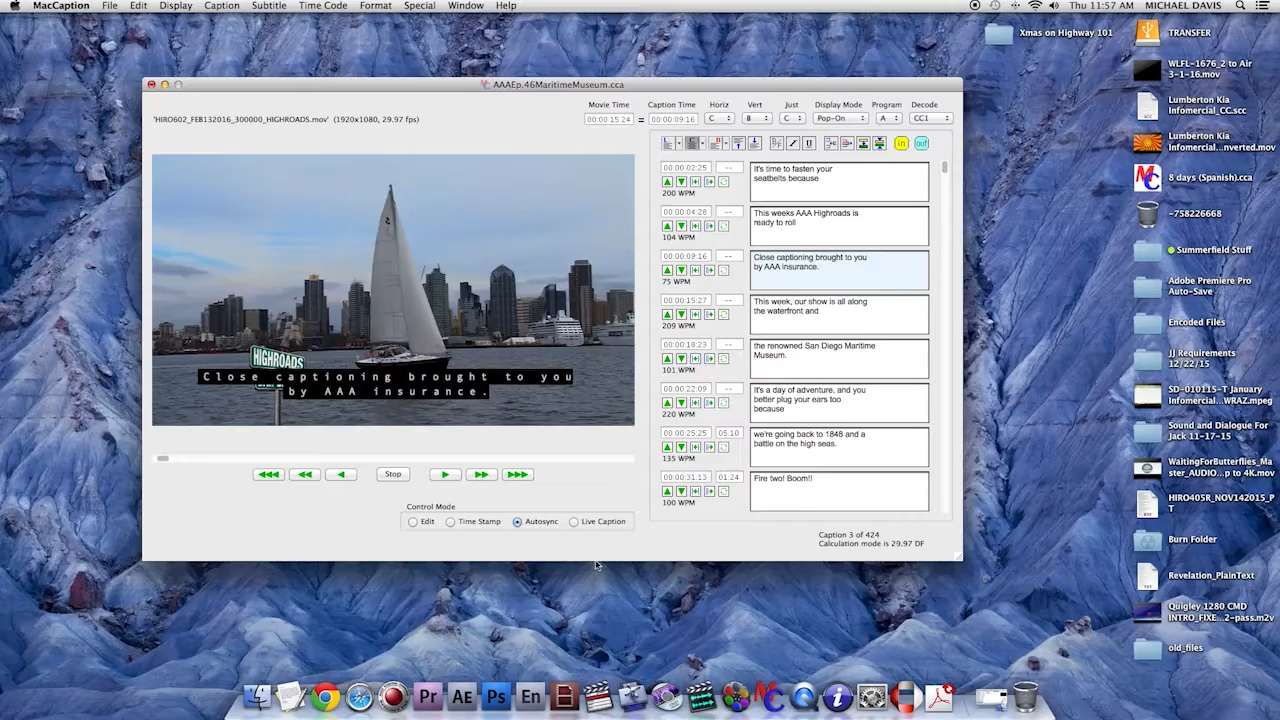 MacCaption File Edit Display Caption Subtitle Time Code Format Special Window Help
Thu 11:57 AM MICHAEL DAVIS
AAAEp.46MaritimeMuseum.cca
'HIRO602_FEB132016_300000_HIGHROADS.mov' (1920x1080, 29.97 fps)
Movie Time Caption Time Horiz Vert Just Display Mode Program Decode
00:00:15:24 = 00:00:09:16 C B C Pop-On A CC1
B/F / U in out
00:00:02:25 --
It's time to fasten your
seatbelts because
200 WPM
00:00:04:28 --
This weeks AAA Highroads is
ready to roll
104 WPM
00:00:09:16 --
Close captioning brought to you
by AAA insurance.
75 WPM
00:00:15:27 --
This week, our show is all along
the waterfront and
209 WPM
00:00:18:23 --
the renowned San Diego Maritime
Museum.
101 WPM
00:00:22:09 --
It's a day of adventure, and you
better plug your ears too
because
220 WPM
00:00:25:25 05:10
we're going back to 1848 and a
battle on the high seas.
135 WPM
00:00:31:13 01:24
Fire two! Boom!!
100 WPM
HIGHROADS
Close captioning brought to you
by AAA insurance.
Stop
Control Mode
Edit Time Stamp Autosync Live Caption
Caption 3 of 424
Calculation mode is 29.97 DF
Xmas on Highway 101
TRANSFER
WLFL-1676_2 to Air
3-1-16.mov
Lumberton Kia
Infomercial_CC.scc
Lumberton Kia
Infomercial...nverted.mov
8 days (Spanish).cca
-758226668
Summerfield Stuff
Adobe Premiere Pro
Auto-Save
Encoded Files
JJ Requirements
12/22/15
SD-010115-T January
Infomercial...WRAZ.mpeg
Sound and Dialogue For
Jack 11-17-15
WaitingForButterflies_Ma
ster_AUDIO...p to 4K.mov
HIRO40SR_NOV142015_P
T
Burn Folder
Revelation_PlainText
Quigley 1280 CMD
INTRO_FIXE...2-pass.m2v
old_files
Pr AE Ps En MC